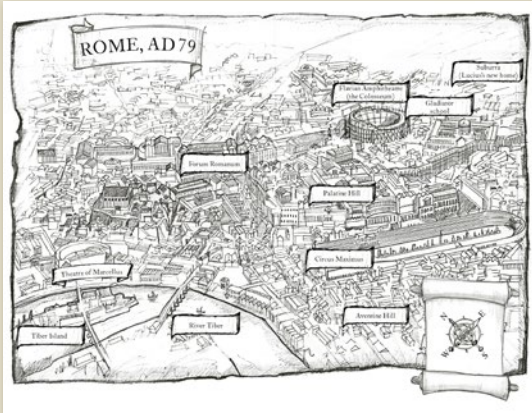 ROME, AD 79
Suburra
(Lucius's new home)
Flavian Amphitheatre
(the Colosseum)
Gladiator
school
Forum Romanum
Palatine Hill
Circus Maximus
Theatre of Marcellus
Aventine Hill
River Tiber
Tiber Island
N
E
W
S